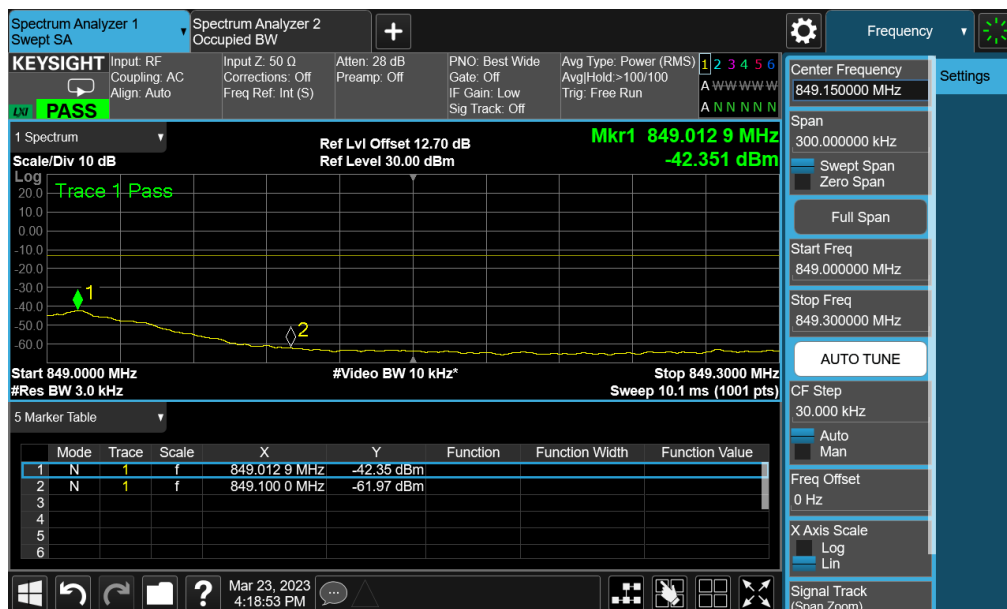 Spectrum Analyzer 1
Swept SA
Spectrum Analyzer 2
Occupied BW
+
Frequency
KEYSIGHT
LXI
PASS
Input: RF
Coupling: AC
Align: Auto
Input Z: 50 Ω
Corrections: Off
Freq Ref: Int (S)
Atten: 28 dB
Preamp: Off
PNO: Best Wide
Gate: Off
IF Gain: Low
Sig Track: Off
Avg Type: Power (RMS)
Avg|Hold:>100/100
Trig: Free Run
1 2 3 4 5 6
A W W W W W
A N N N N N
1 Spectrum
Scale/Div 10 dB
Ref Lvl Offset 12.70 dB
Ref Level 30.00 dBm
Mkr1 849.012 9 MHz
-42.351 dBm
Log
Trace 1 Pass
20.0
10.0
0.00
-10.0
-20.0
-30.0
-40.0
-50.0
-60.0
1
2
Start 849.0000 MHz
#Res BW 3.0 kHz
#Video BW 10 kHz*
Stop 849.3000 MHz
Sweep 10.1 ms (1001 pts)
5 Marker Table
Mode Trace Scale X Y Function Function Width Function Value
1 N 1 f 849.012 9 MHz -42.35 dBm
2 N 1 f 849.100 0 MHz -61.97 dBm
3
4
5
6
Center Frequency
849.150000 MHz
Span
300.000000 kHz
Swept Span
Zero Span
Full Span
Start Freq
849.000000 MHz
Stop Freq
849.300000 MHz
AUTO TUNE
CF Step
30.000 kHz
Auto
Man
Freq Offset
0 Hz
X Axis Scale
Log
Lin
Signal Track
(Span Zoom)
Settings
?
Mar 23, 2023
4:18:53 PM